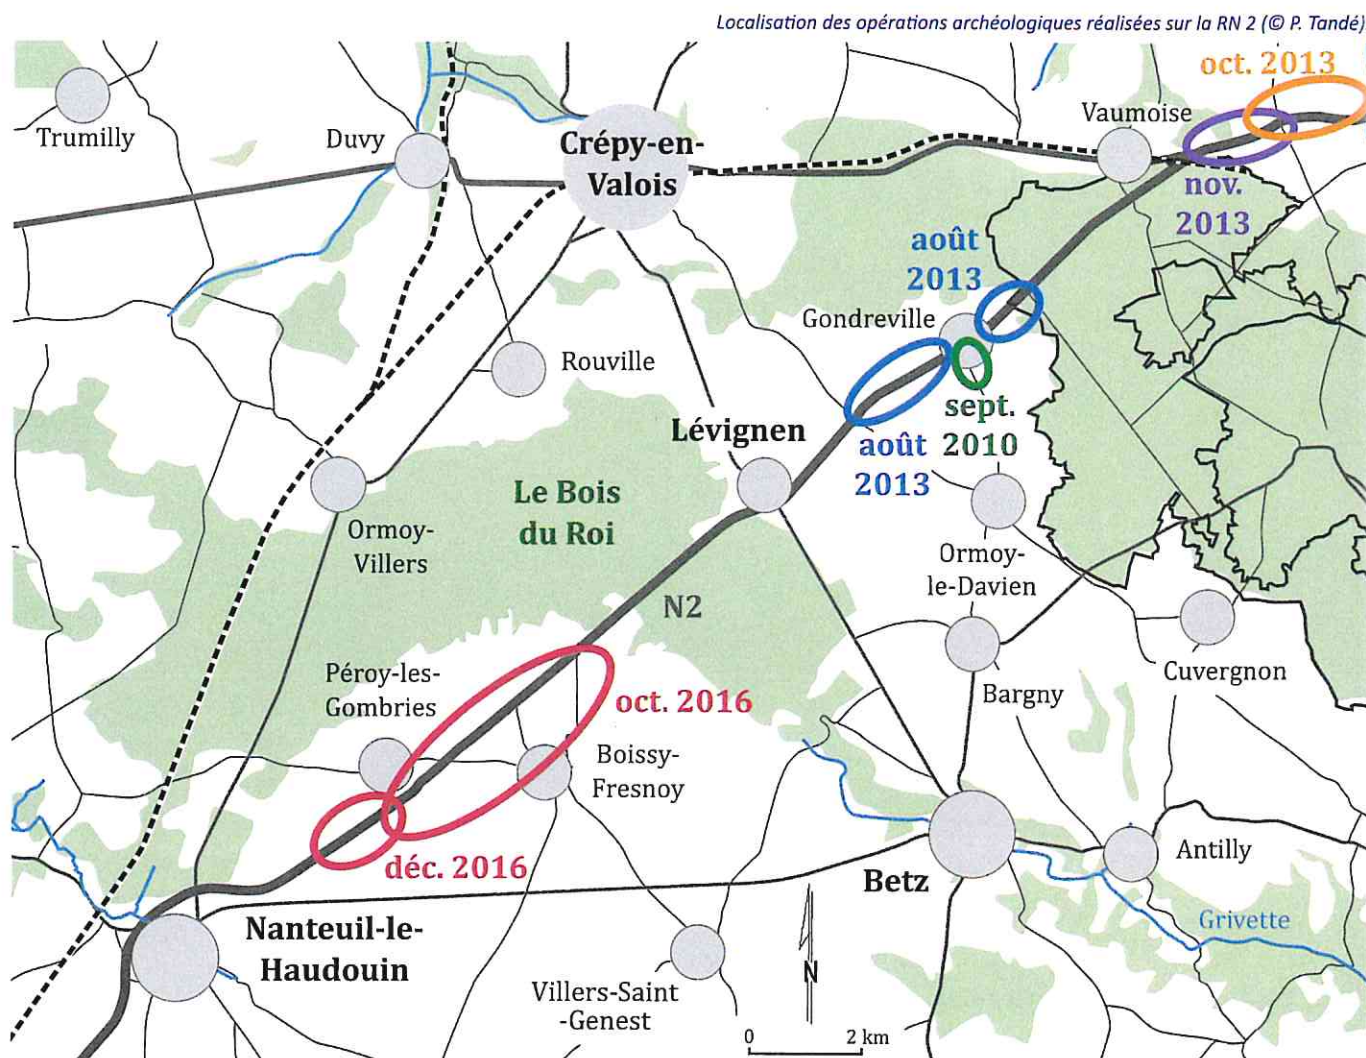 Localisation des opérations archéologiques réalisées sur la RN 2 (© P. Tandé)
oct. 2013
Trumilly
Duvy
Crépy-en-
Valois
Vaumoise
nov.
2013
août
2013
Gondreville
Rouville
sept.
2010
Lévignen
août
2013
Le Bois
du Roi
Ormoy-
Villers
Ormoy-
le-Davien
N2
Péroy-les-
Gombries
oct. 2016
Bargny
Cuvergnon
Boissy-
Fresnoy
déc. 2016
Betz
Antilly
Nanteuil-le-
Haudouin
Grivette
Villers-Saint
-Genest
N
0 2 km